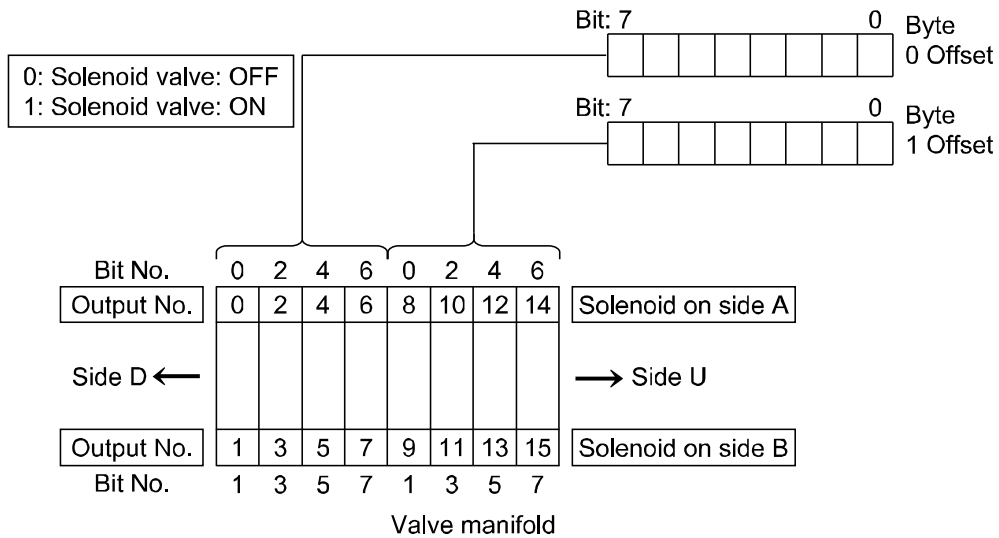 Bit: 7 0 Byte
0 Offset
0: Solenoid valve: OFF
1: Solenoid valve: ON
Bit: 7 0 Byte
1 Offset
Bit No. 0 2 4 6 0 2 4 6
Output No. 0 2 4 6 8 10 12 14 Solenoid on side A
Side D Side U
Output No. 1 3 5 7 9 11 13 15 Solenoid on side B
Bit No. 1 3 5 7 1 3 5 7
Valve manifold